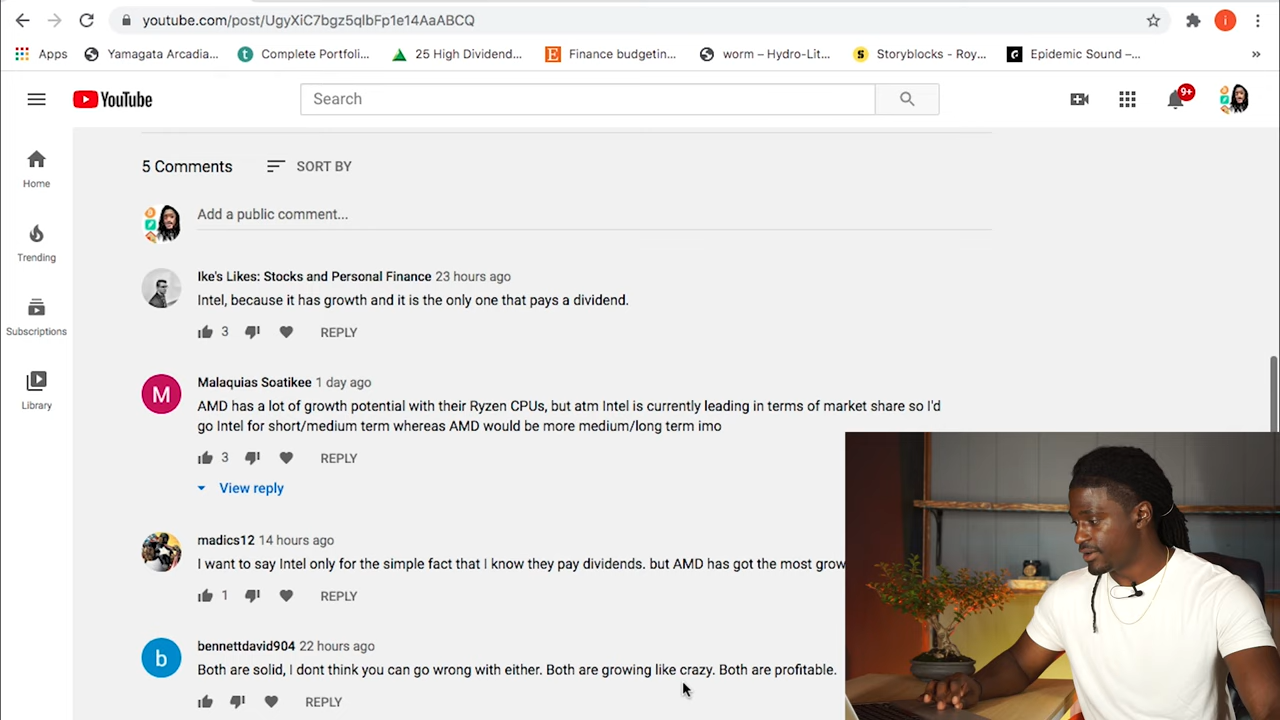 youtube.com/post/UgyXiC7bgz5qlbFp1e14AaABCQ
i
Apps
Yamagata Arcadia...
t
Complete Portfoli...
25 High Dividend...
E
Finance budgetin...
worm – Hydro-Lit...
S
Storyblocks - Roy...
Epidemic Sound –...
»
YouTube
Search
9+
5 Comments
SORT BY
Home
Add a public comment...
Trending
Ike's Likes: Stocks and Personal Finance 23 hours ago
Intel, because it has growth and it is the only one that pays a dividend.
Subscriptions
3
REPLY
Malaquias Soatikee 1 day ago
M
AMD has a lot of growth potential with their Ryzen CPUs, but atm Intel is currently leading in terms of market share so I'd
Library
go Intel for short/medium term whereas AMD would be more medium/long term imo
3
REPLY
View reply
madics12 14 hours ago
I want to say Intel only for the simple fact that I know they pay dividends. but AMD has got the most grow
1
REPLY
bennettdavid904 22 hours ago
b
Both are solid, I dont think you can go wrong with either. Both are growing like crazy. Both are profitable.
REPLY